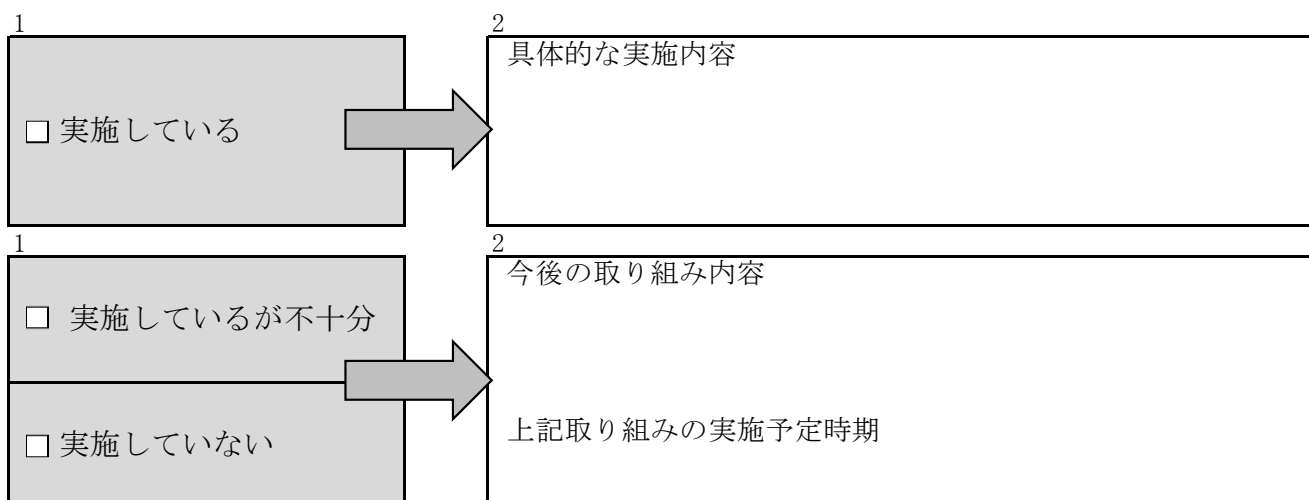 1
2
□ 実施している
具体的な実施内容
1
2
□ 実施しているが不十分
今後の取り組み内容
□ 実施していない
上記取り組みの実施予定時期